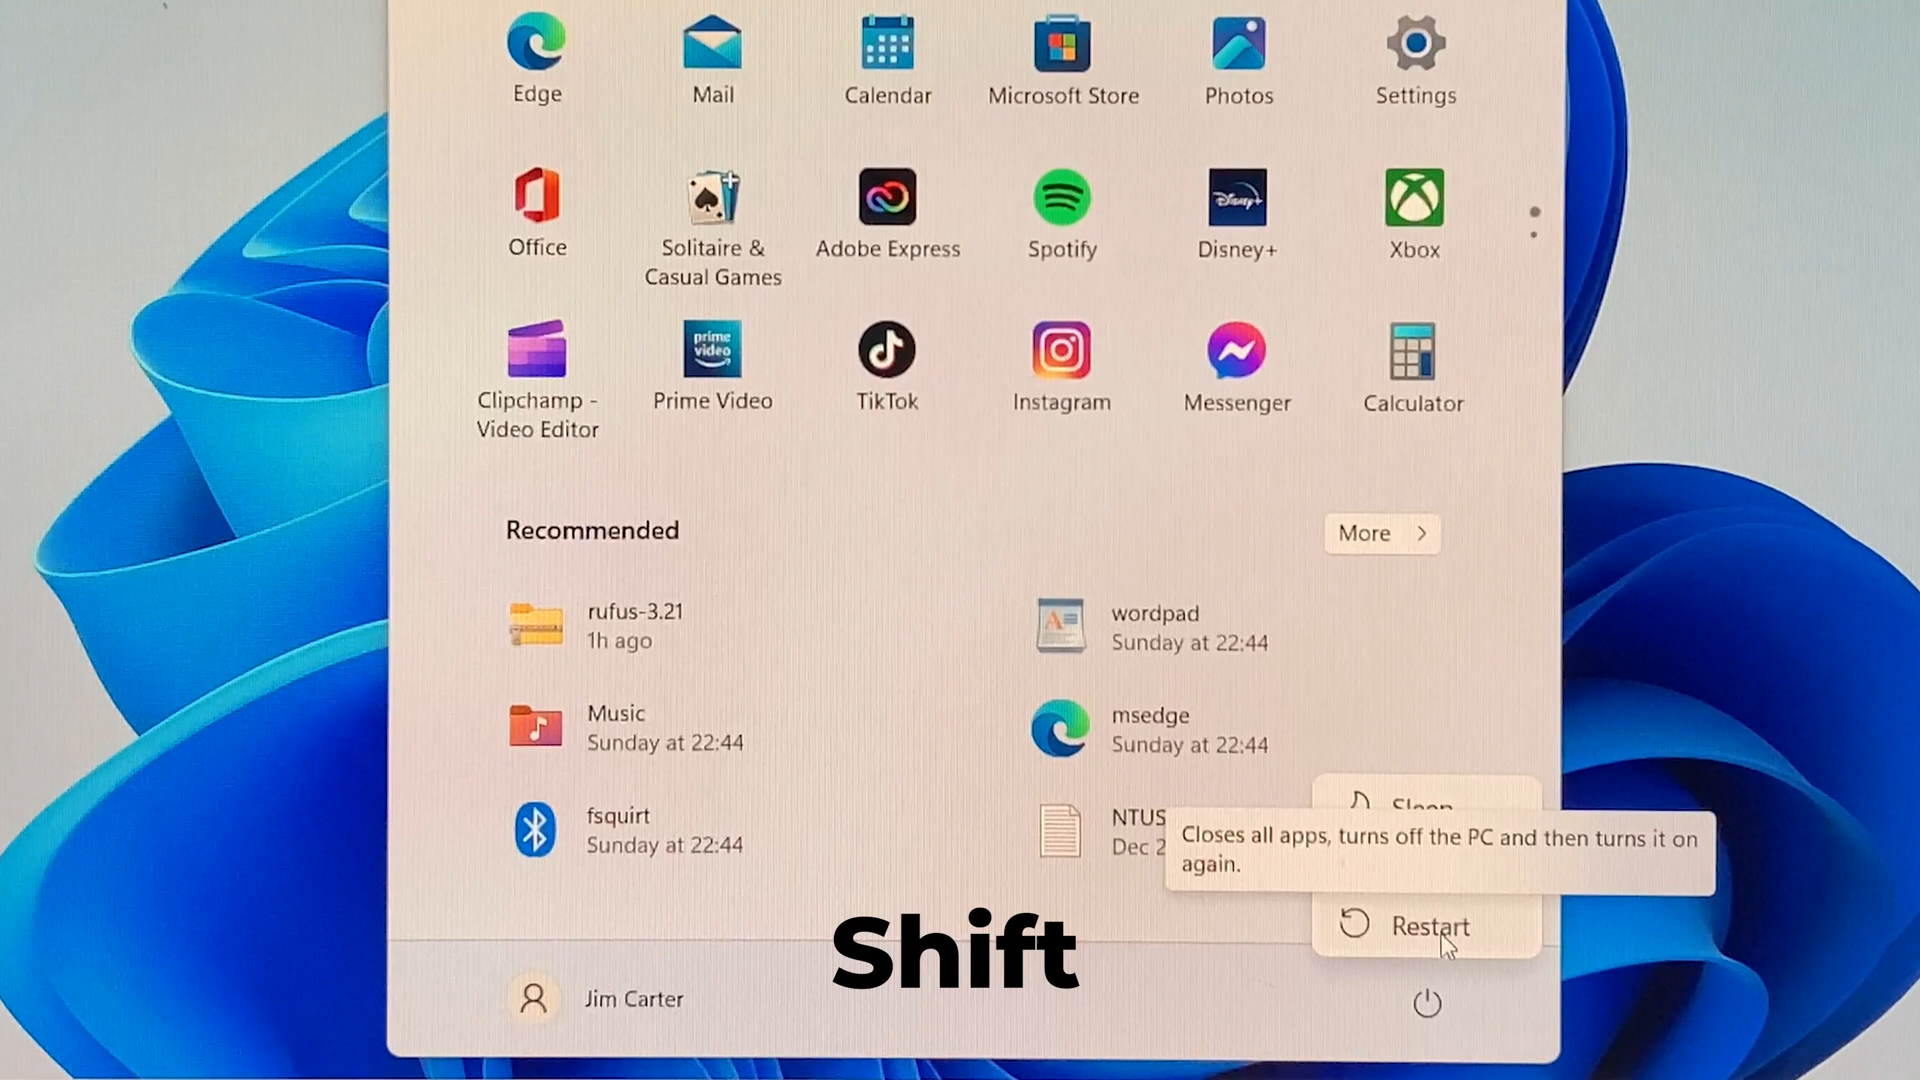 Edge
Mail
Calendar
Microsoft Store
Photos
Settings
Office
Solitaire &
Casual Games
Adobe Express
Spotify
Disney+
Disney+
Xbox
prime
video
Clipchamp -
Video Editor
Prime Video
TikTok
Instagram
Messenger
Calculator
Recommended
More
rufus-3.21
1h ago
wordpad
Sunday at 22:44
Music
Sunday at 22:44
msedge
Sunday at 22:44
fsquirt
Sunday at 22:44
NTUS
Dec 2
Sleep
Closes all apps, turns off the PC and then turns it on
again.
Restart
Shift
Jim Carter